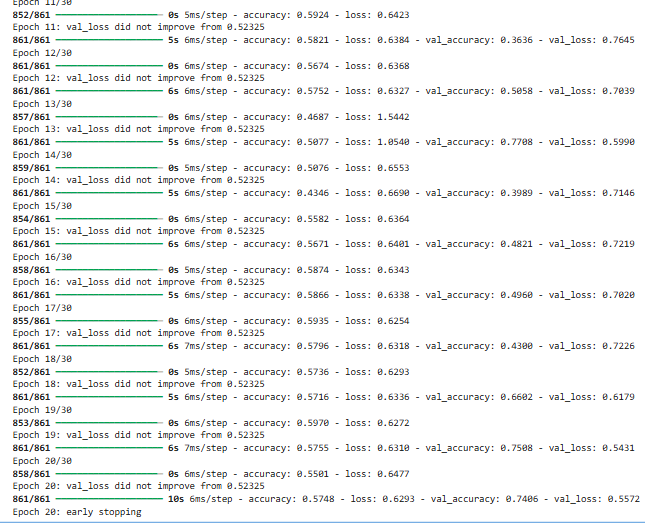 Epoch 11/30
852/861 0s 5ms/step - accuracy: 0.5924 - loss: 0.6423
Epoch 11: val_loss did not improve from 0.52325
861/861 5s 6ms/step - accuracy: 0.5821 - loss: 0.6384 - val_accuracy: 0.3636 - val_loss: 0.7645
Epoch 12/30
861/861 0s 6ms/step - accuracy: 0.5674 - loss: 0.6368
Epoch 12: val_loss did not improve from 0.52325
861/861 6s 6ms/step - accuracy: 0.5752 - loss: 0.6327 - val_accuracy: 0.5058 - val_loss: 0.7039
Epoch 13/30
857/861 0s 6ms/step - accuracy: 0.4687 - loss: 1.5442
Epoch 13: val_loss did not improve from 0.52325
861/861 5s 6ms/step - accuracy: 0.5077 - loss: 1.0540 - val_accuracy: 0.7708 - val_loss: 0.5990
Epoch 14/30
859/861 0s 5ms/step - accuracy: 0.5076 - loss: 0.6553
Epoch 14: val_loss did not improve from 0.52325
861/861 5s 6ms/step - accuracy: 0.4346 - loss: 0.6690 - val_accuracy: 0.3989 - val_loss: 0.7146
Epoch 15/30
854/861 0s 6ms/step - accuracy: 0.5582 - loss: 0.6364
Epoch 15: val_loss did not improve from 0.52325
861/861 6s 6ms/step - accuracy: 0.5671 - loss: 0.6401 - val_accuracy: 0.4821 - val_loss: 0.7219
Epoch 16/30
858/861 0s 5ms/step - accuracy: 0.5874 - loss: 0.6343
Epoch 16: val_loss did not improve from 0.52325
861/861 5s 6ms/step - accuracy: 0.5866 - loss: 0.6338 - val_accuracy: 0.4960 - val_loss: 0.7020
Epoch 17/30
855/861 0s 6ms/step - accuracy: 0.5935 - loss: 0.6254
Epoch 17: val_loss did not improve from 0.52325
861/861 6s 7ms/step - accuracy: 0.5796 - loss: 0.6318 - val_accuracy: 0.4300 - val_loss: 0.7226
Epoch 18/30
852/861 0s 5ms/step - accuracy: 0.5736 - loss: 0.6293
Epoch 18: val_loss did not improve from 0.52325
861/861 5s 6ms/step - accuracy: 0.5716 - loss: 0.6336 - val_accuracy: 0.6602 - val_loss: 0.6179
Epoch 19/30
853/861 0s 6ms/step - accuracy: 0.5970 - loss: 0.6272
Epoch 19: val_loss did not improve from 0.52325
861/861 6s 7ms/step - accuracy: 0.5755 - loss: 0.6310 - val_accuracy: 0.7508 - val_loss: 0.5431
Epoch 20/30
858/861 0s 6ms/step - accuracy: 0.5501 - loss: 0.6477
Epoch 20: val_loss did not improve from 0.52325
861/861 10s 6ms/step - accuracy: 0.5748 - loss: 0.6293 - val_accuracy: 0.7406 - val_loss: 0.5572
Epoch 20: early stopping